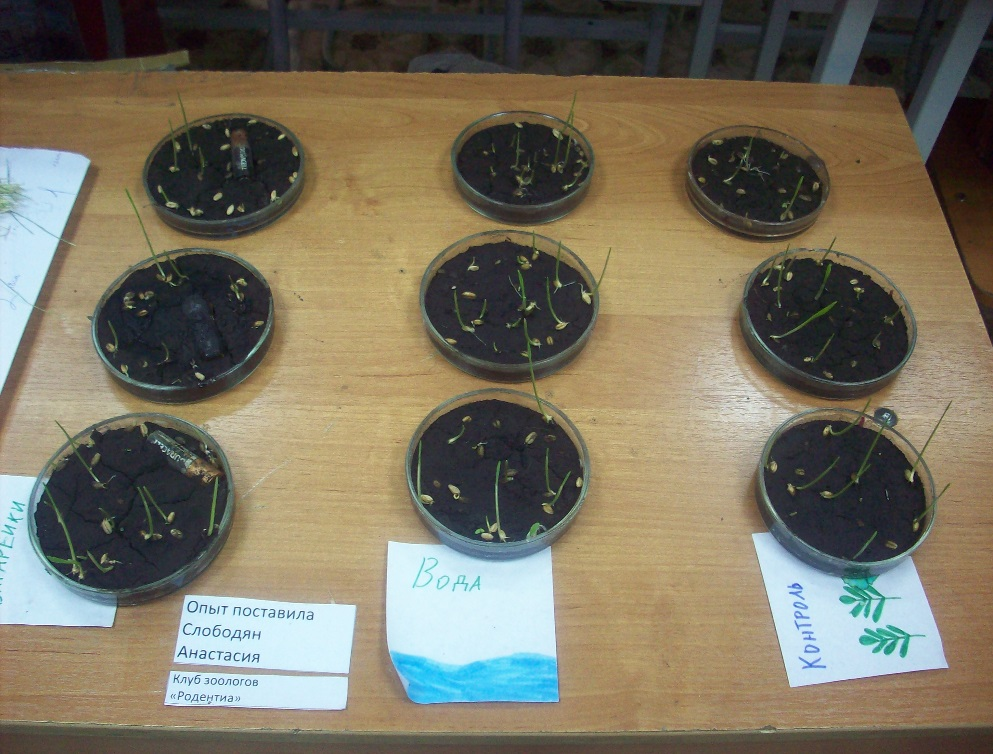 Опыт поставила
Слободян
Анастасия
Клуб зоологов
«Родентиа»
Вода
Контроль